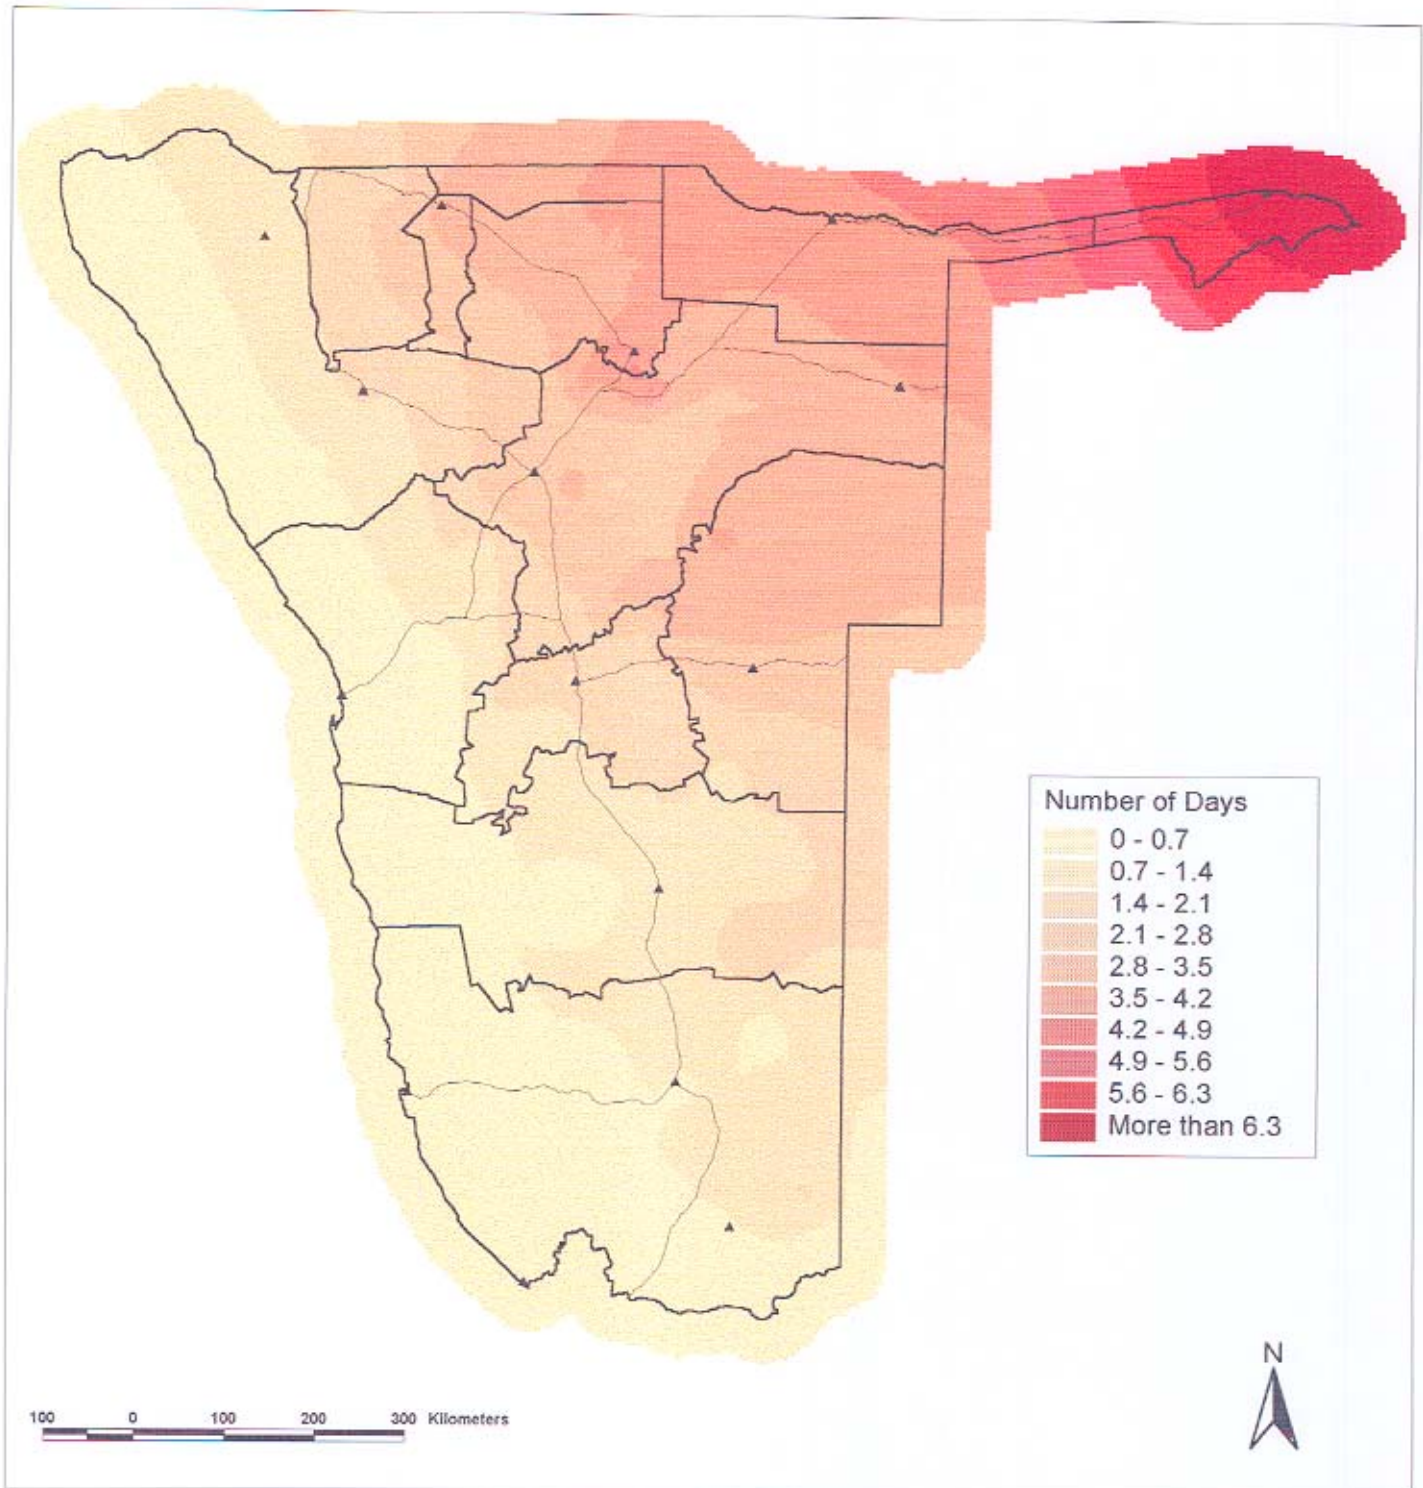 Number of Days
0 - 0.7
0.7 - 1.4
1.4 - 2.1
2.1 - 2.8
2.8 - 3.5
3.5 - 4.2
4.2 - 4.9
4.9 - 5.6
5.6 - 6.3
More than 6.3
N
100 0 100 200 300 Kilometers